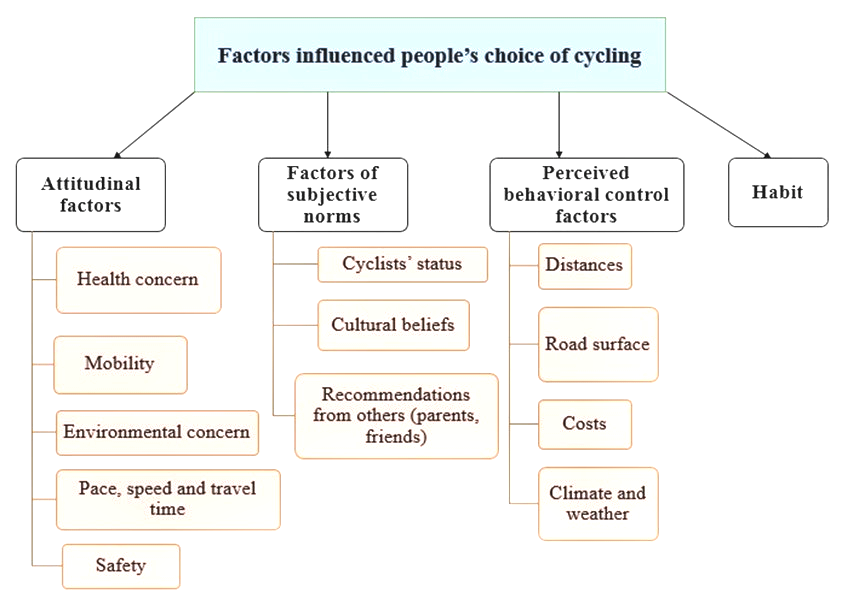 Factors influenced people’s choice of cycling
Attitudinal
factors
Health concern
Mobility
Environmental concern
Pace, speed and travel
time
Safety
Factors of
subjective
norms
Cyclists’ status
Cultural beliefs
Recommendations
from others (parents,
friends)
Perceived
behavioral control
factors
Distances
Road surface
Costs
Climate and
weather
Habit